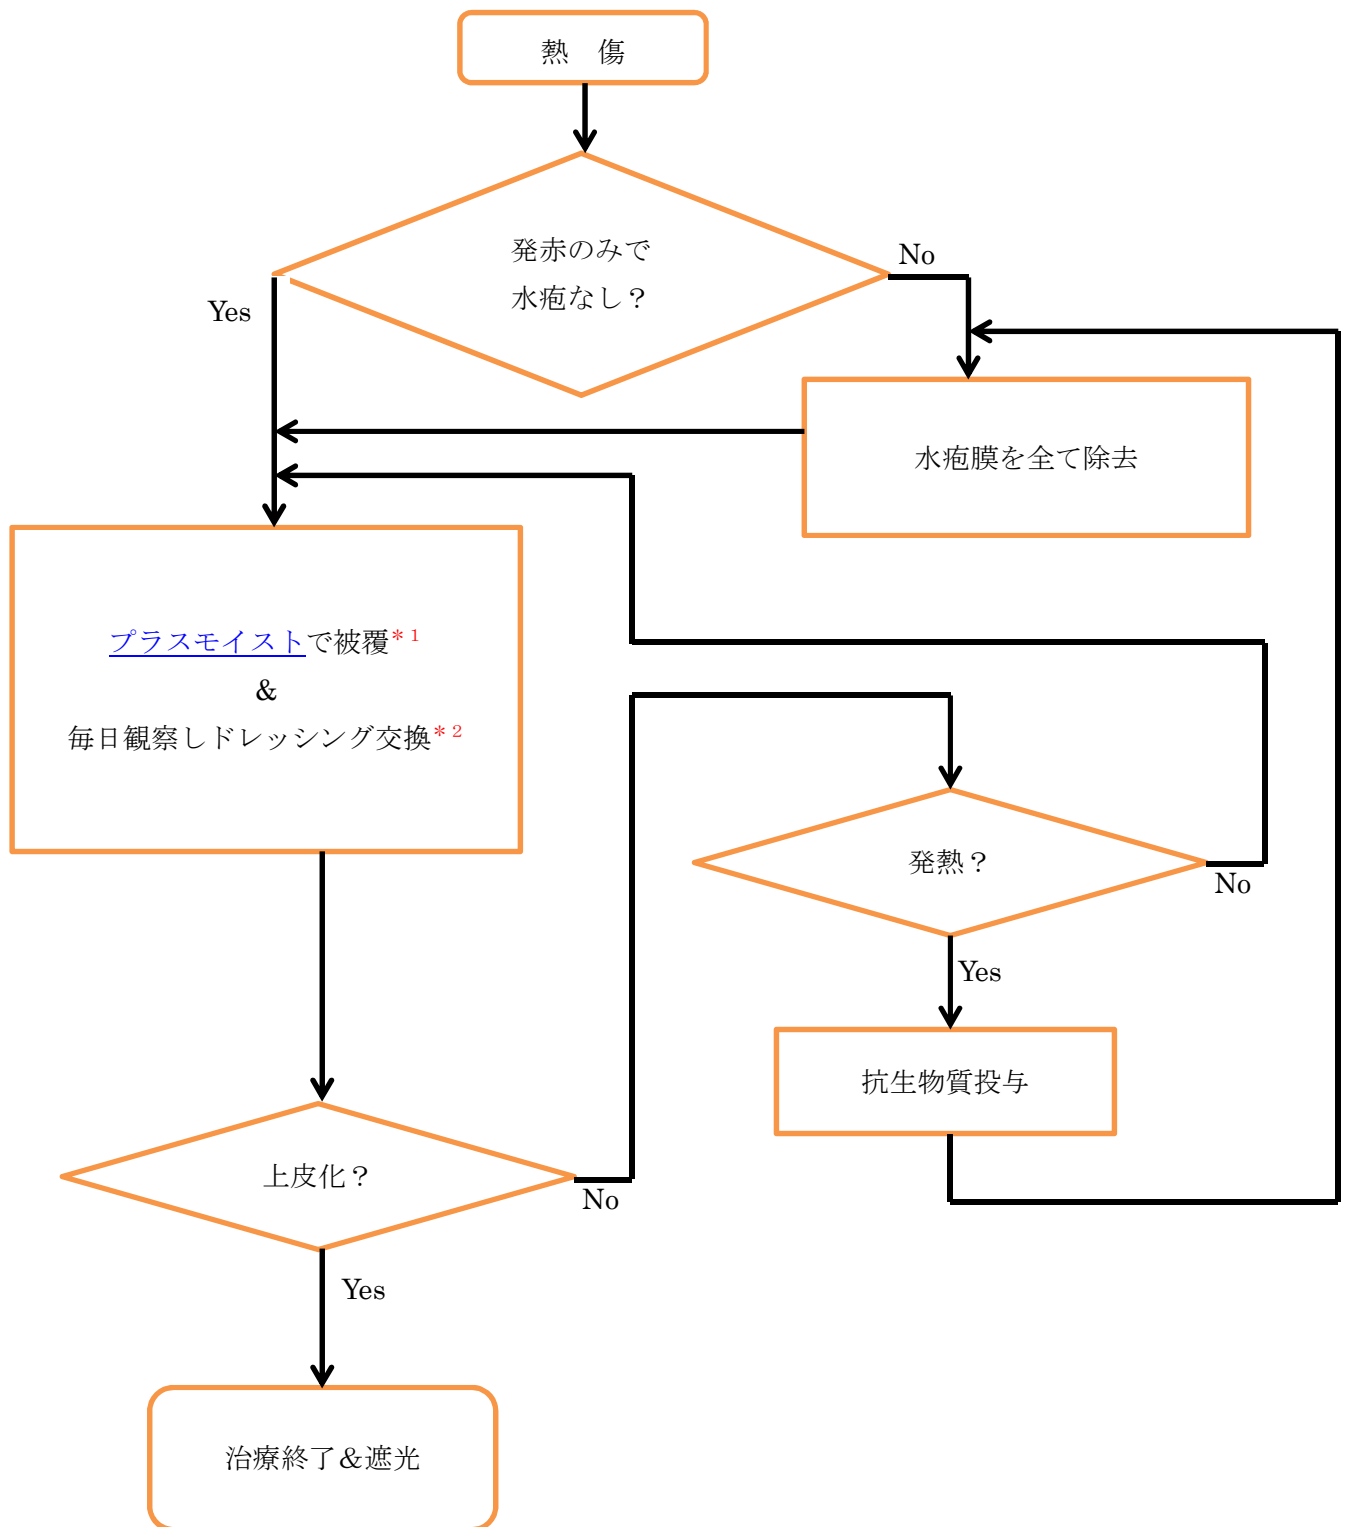 熱　傷
発赤のみで
水疱なし？
No
Yes
水疱膜を全て除去
プラスモイストで被覆＊1
&
毎日観察しドレッシング交換＊2
発熱？
No
Yes
抗生物質投与
上皮化？
No
Yes
治療終了＆遮光